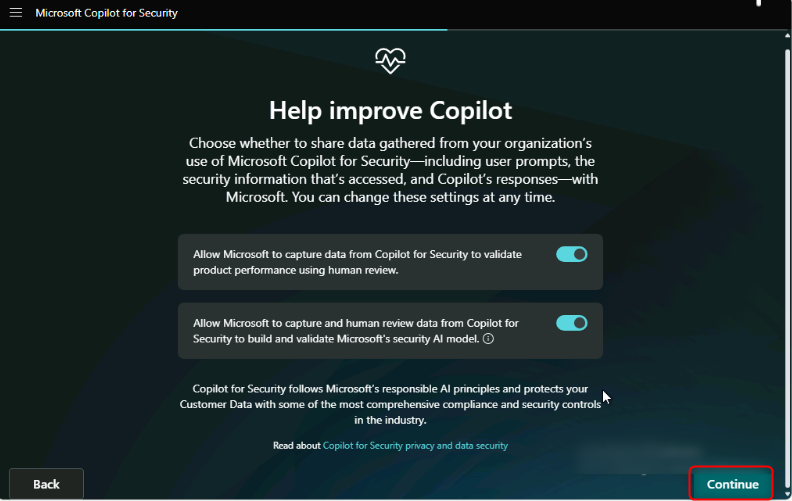 Microsoft Copilot for Security
Help improve Copilot
Choose whether to share data gathered from your organization's
use of Microsoft Copilot for Security—including user prompts, the
security information that's accessed, and Copilot's responses—with
Microsoft. You can change these settings at any time.
Allow Microsoft to capture data from Copilot for Security to validate
product performance using human review.
Allow Microsoft to capture and human review data from Copilot for
Security to build and validate Microsoft's security AI model.
Copilot for Security follows Microsoft's responsible AI principles and protects your
Customer Data with some of the most comprehensive compliance and security controls
in the industry.
Read about Copilot for Security privacy and data security
Back
Continue